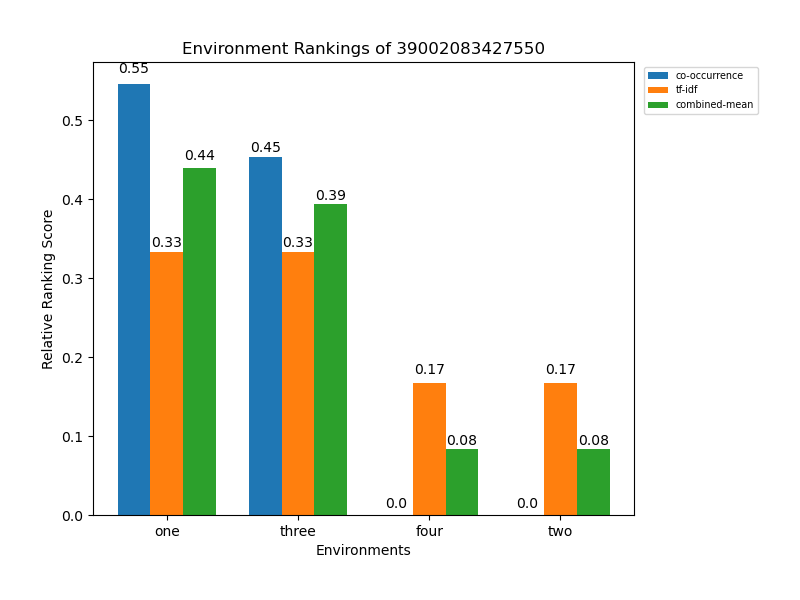 Environment Rankings of 39002083427550
co-occurrence
tf-idf
combined-mean
Relative Ranking Score
0.5
0.4
0.3
0.2
0.1
0.0
0.55
0.33
0.44
0.45
0.33
0.39
0.0
0.17
0.08
0.0
0.17
0.08
one three four two
Environments